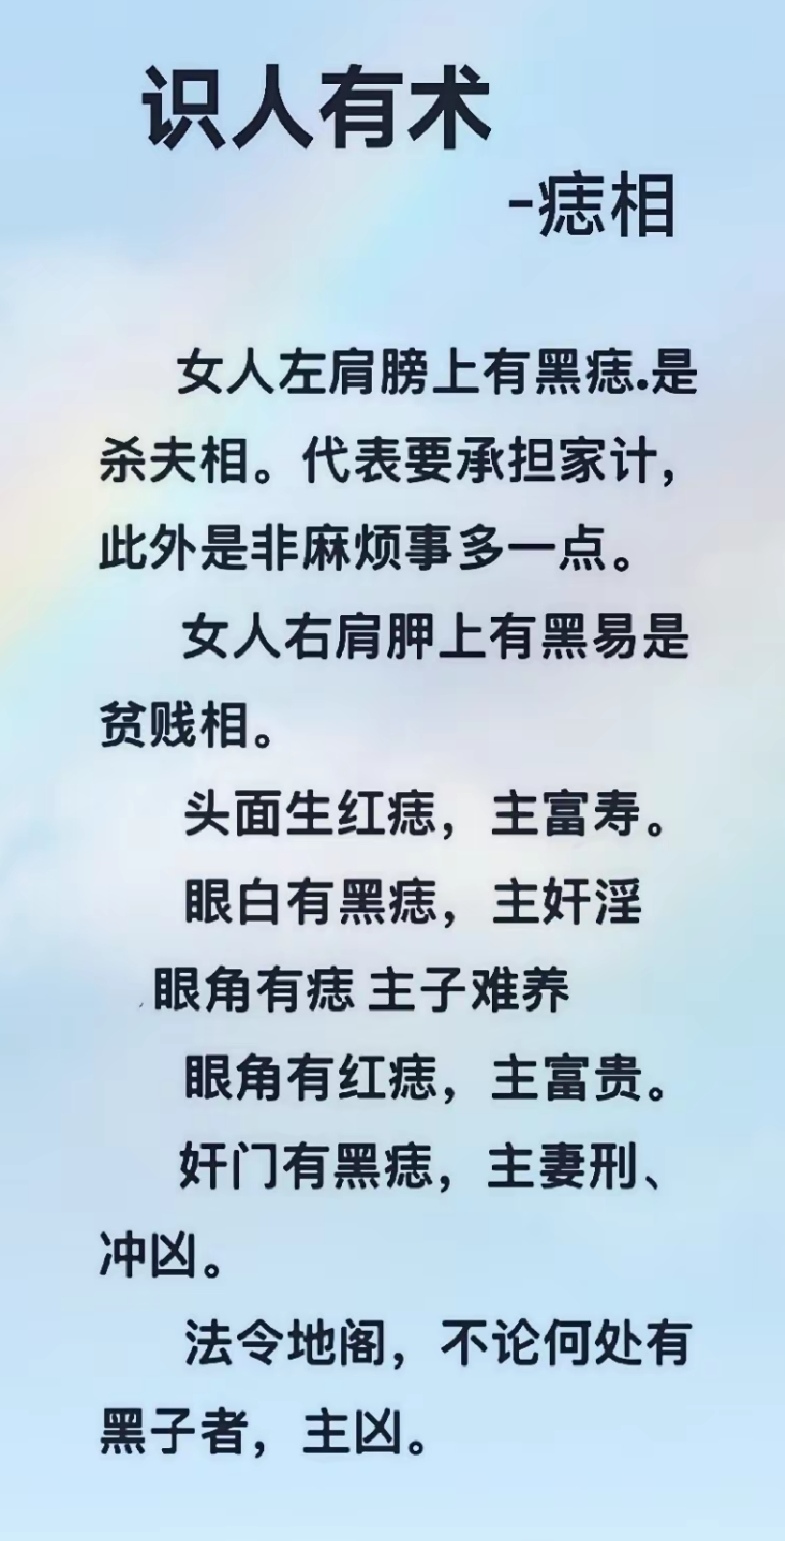 识人有术
-痣相
女人左肩膀上有黑痣.是
杀夫相。代表要承担家计,
此外是非麻烦事多一点。
女人右肩胛上有黑易是
贫贱相。
头面生红痣，主富寿。
眼白有黑痣，主奸淫
眼角有痣 主子难养
眼角有红痣，主富贵。
奸门有黑痣，主妻刑、
冲凶。
法令地阁，不论何处有
黑子者，主凶。